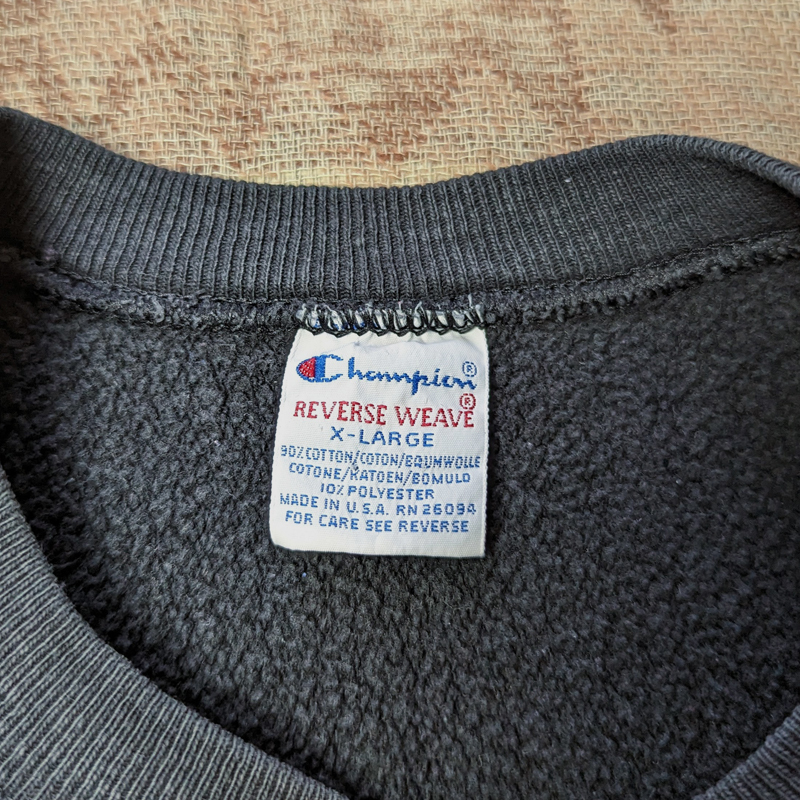 Champion®
REVERSE WEAVE®
X-LARGE
90% COTTON/COTON/BAUMWOLLE
COTONE/KATOEN/BOMULD
10% POLYESTER
MADE IN U.S.A. RN 26094
FOR CARE SEE REVERSE